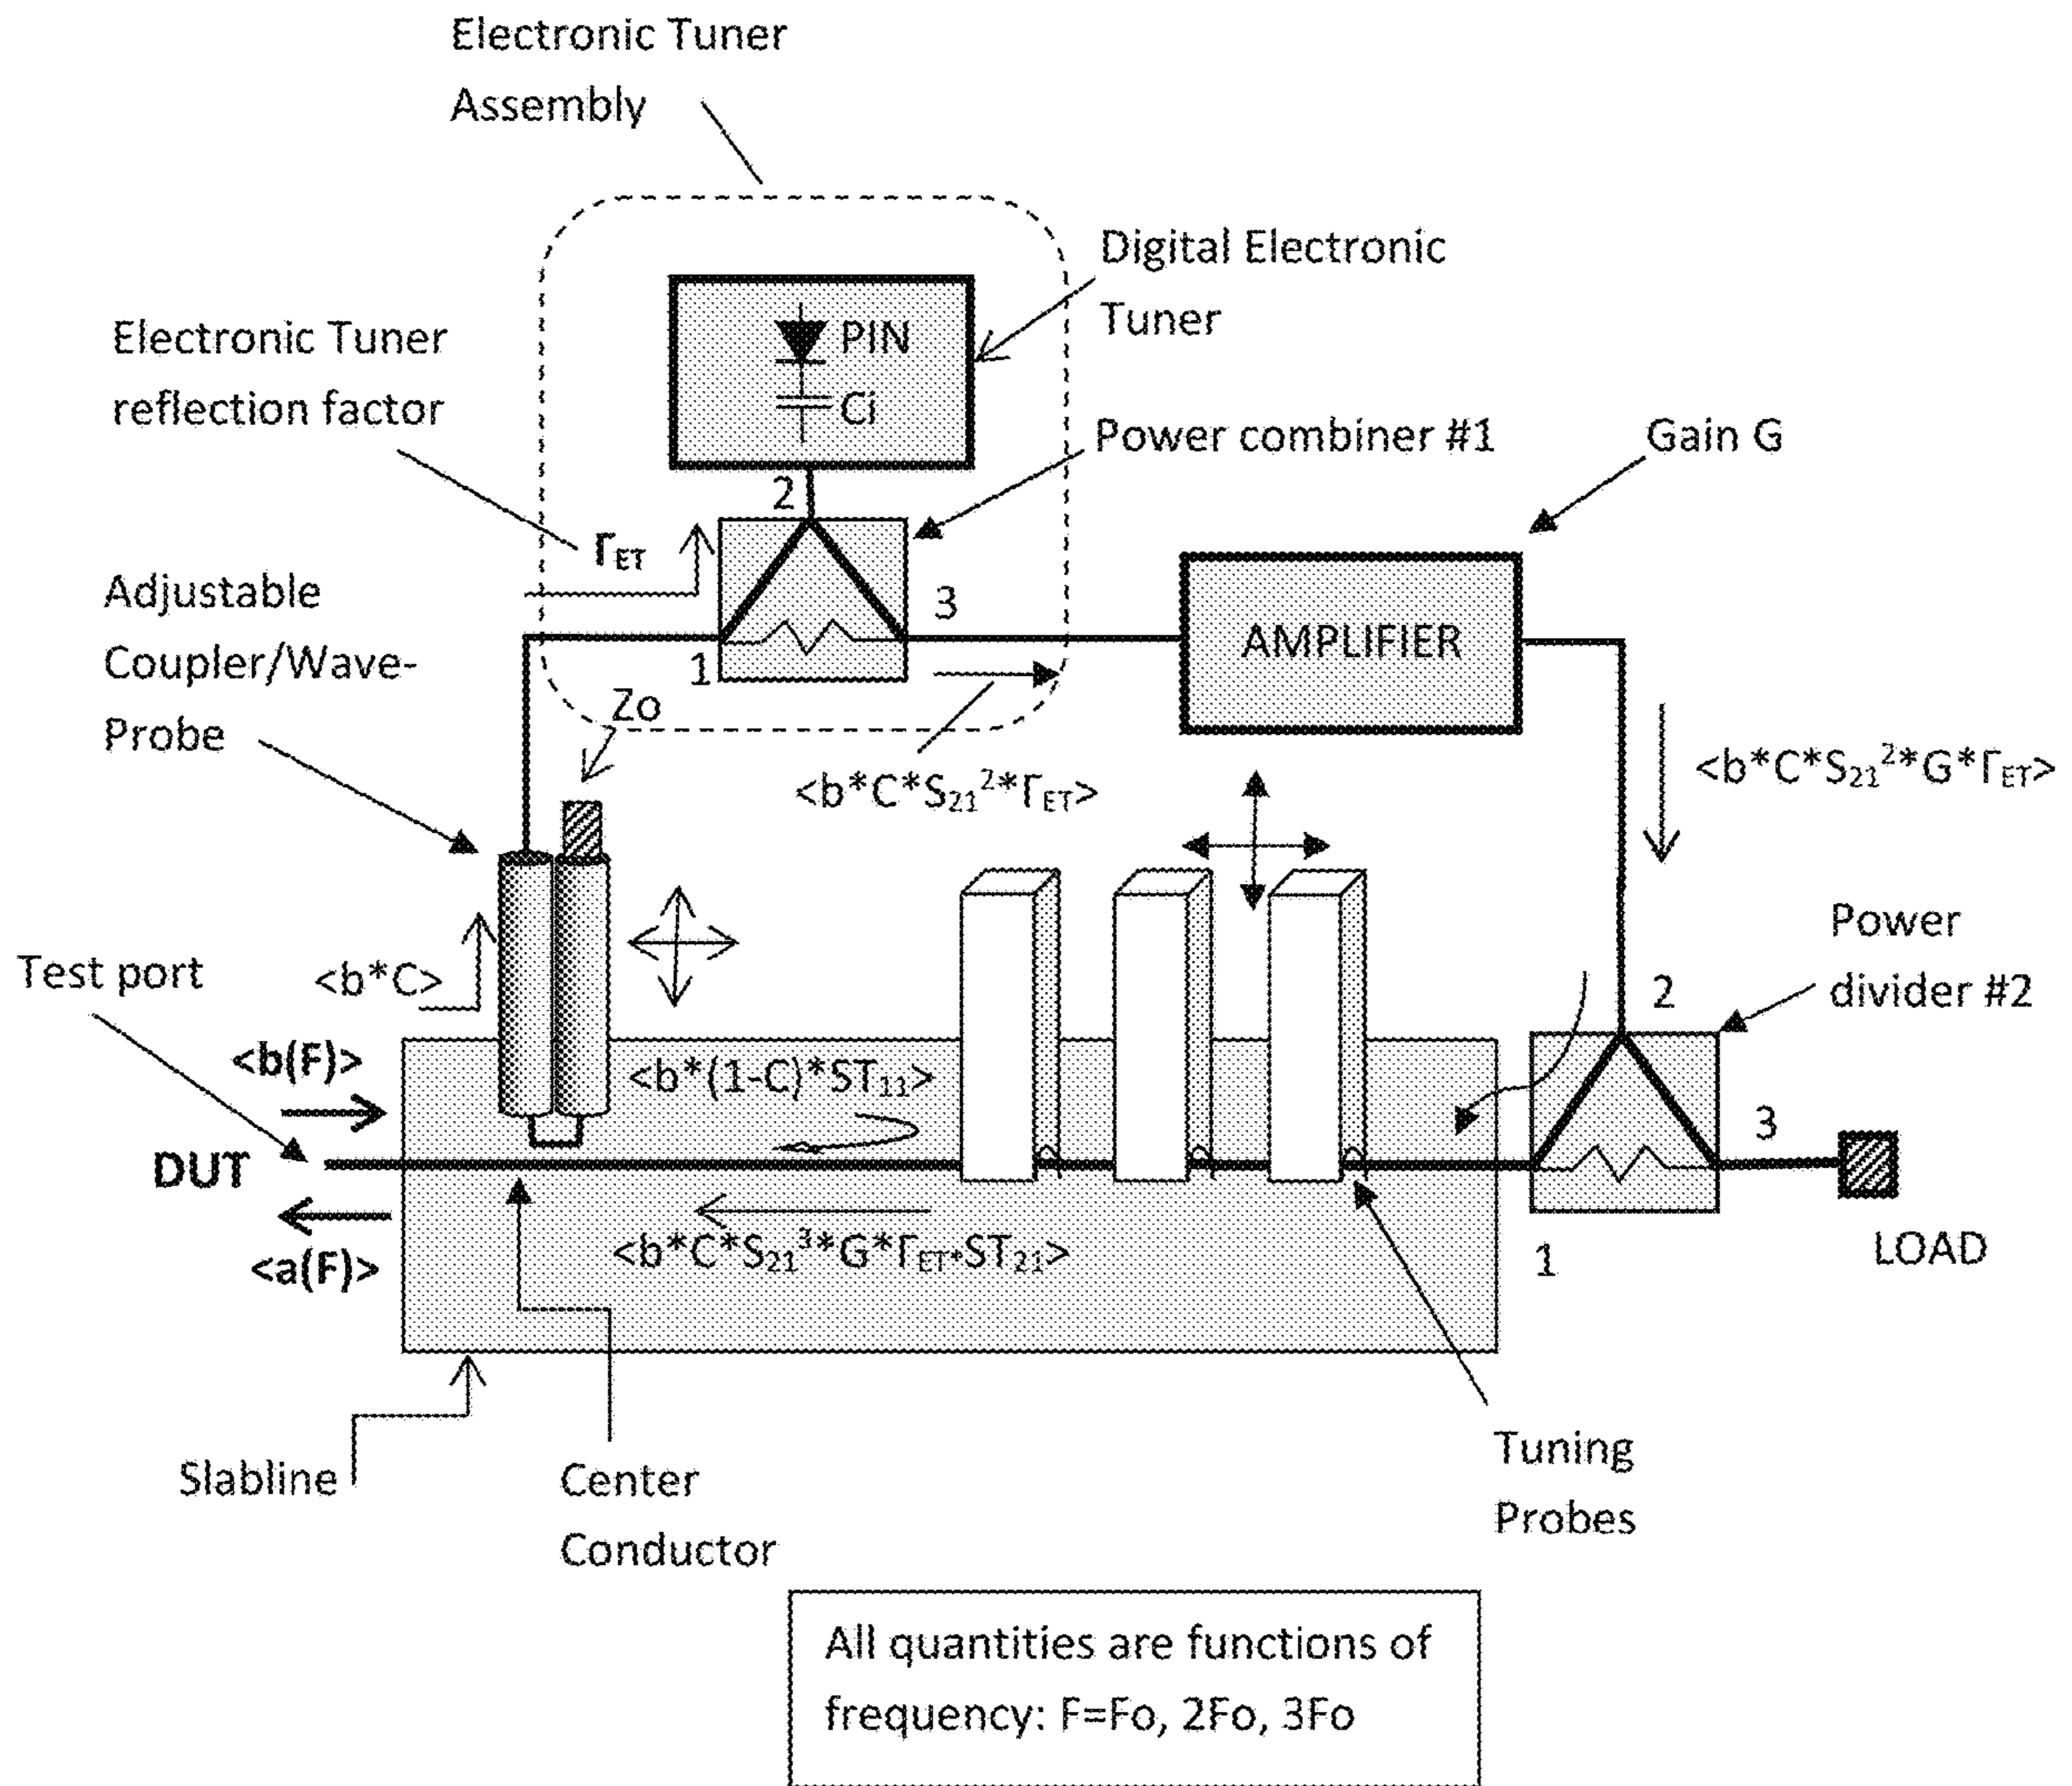 Electronic Tuner
Assembly
Digital Electronic
Tuner
PIN
Ci
Electronic Tuner
reflection factor
Power combiner #1
Gain G
2
ΓET
3
1
AMPLIFIER
Adjustable
Coupler/Wave-
Probe
Zo
<b*C*S₂₁²*ΓET>
<b*C*S₂₁²*G*ΓET>
Power
divider #2
2
Test port
<b*C>
<b(F)>
<b*(1-C)*ST₁₁>
3
DUT
<a(F)>
<b*C*S₂₁³*G*ΓET*ST₂₁>
1
LOAD
Slabline
Center
Conductor
Tuning
Probes
All quantities are functions of
frequency: F=Fo, 2Fo, 3Fo